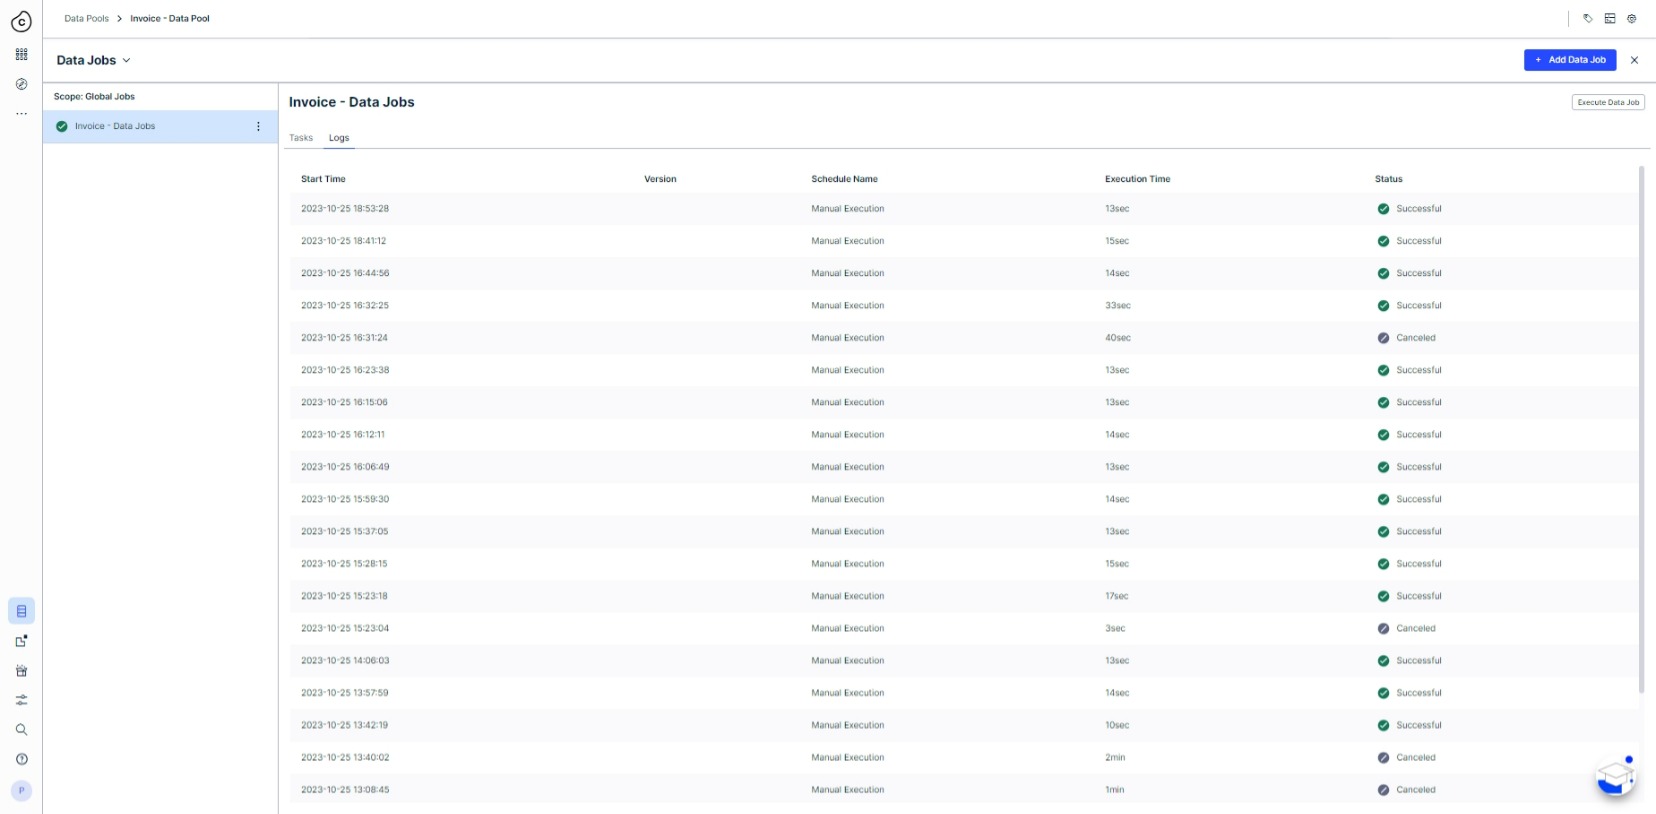 Data Pools > Invoice - Data Pool
Data Jobs
+ Add Data Job
Scope: Global Jobs
Invoice - Data Jobs
Invoice - Data Jobs
Execute Data Job
Tasks Logs
Start Time Version Schedule Name Execution Time Status
2023-10-25 18:53:28 Manual Execution 13sec Successful
2023-10-25 18:41:12 Manual Execution 15sec Successful
2023-10-25 16:44:56 Manual Execution 14sec Successful
2023-10-25 16:32:25 Manual Execution 33sec Successful
2023-10-25 16:31:24 Manual Execution 40sec Canceled
2023-10-25 16:23:38 Manual Execution 13sec Successful
2023-10-25 16:15:06 Manual Execution 13sec Successful
2023-10-25 16:12:11 Manual Execution 14sec Successful
2023-10-25 16:06:49 Manual Execution 13sec Successful
2023-10-25 15:59:30 Manual Execution 14sec Successful
2023-10-25 15:37:05 Manual Execution 13sec Successful
2023-10-25 15:28:15 Manual Execution 15sec Successful
2023-10-25 15:23:18 Manual Execution 17sec Successful
2023-10-25 15:23:04 Manual Execution 3sec Canceled
2023-10-25 14:06:03 Manual Execution 13sec Successful
2023-10-25 13:57:59 Manual Execution 14sec Successful
2023-10-25 13:42:19 Manual Execution 10sec Successful
2023-10-25 13:40:02 Manual Execution 2min Canceled
2023-10-25 13:08:45 Manual Execution 1min Canceled
P